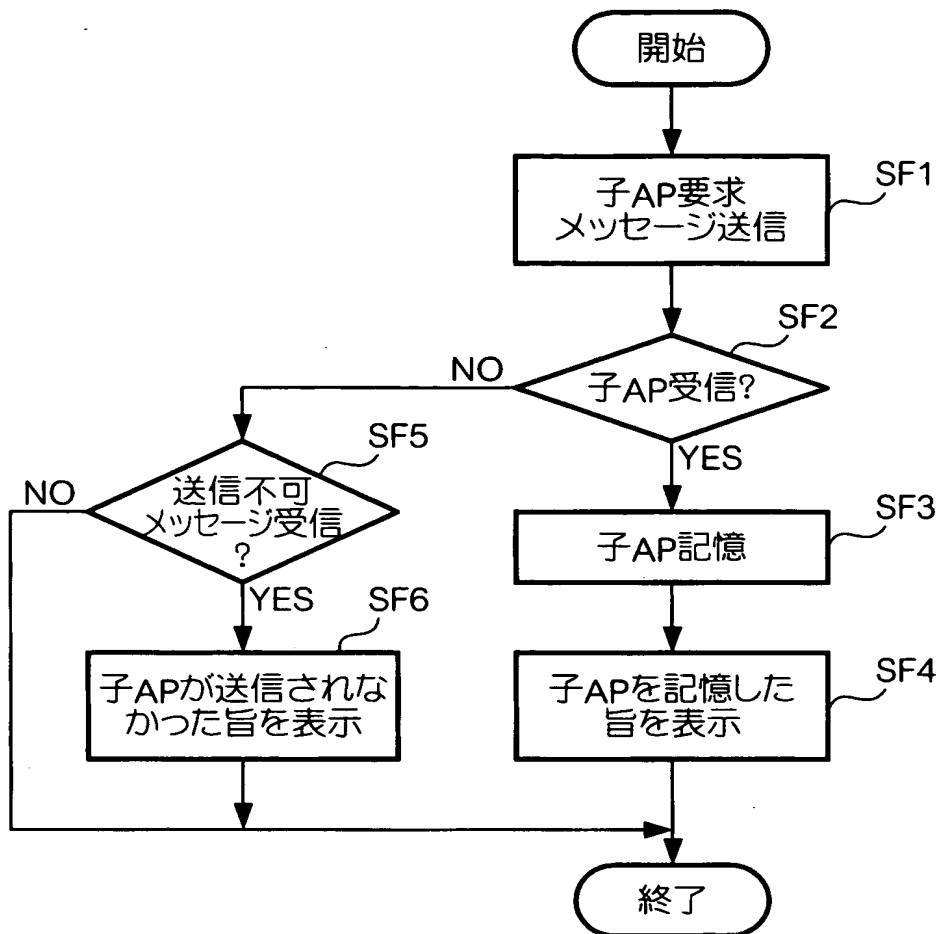 開始
子AP要求
メッセージ送信
SF1
子AP受信?
SF2
NO
YES
送信不可
メッセージ受信
?
SF5
NO
YES
子AP記憶
SF3
子APが送信されな
かった旨を表示
SF6
子APを記憶した
旨を表示
SF4
終了